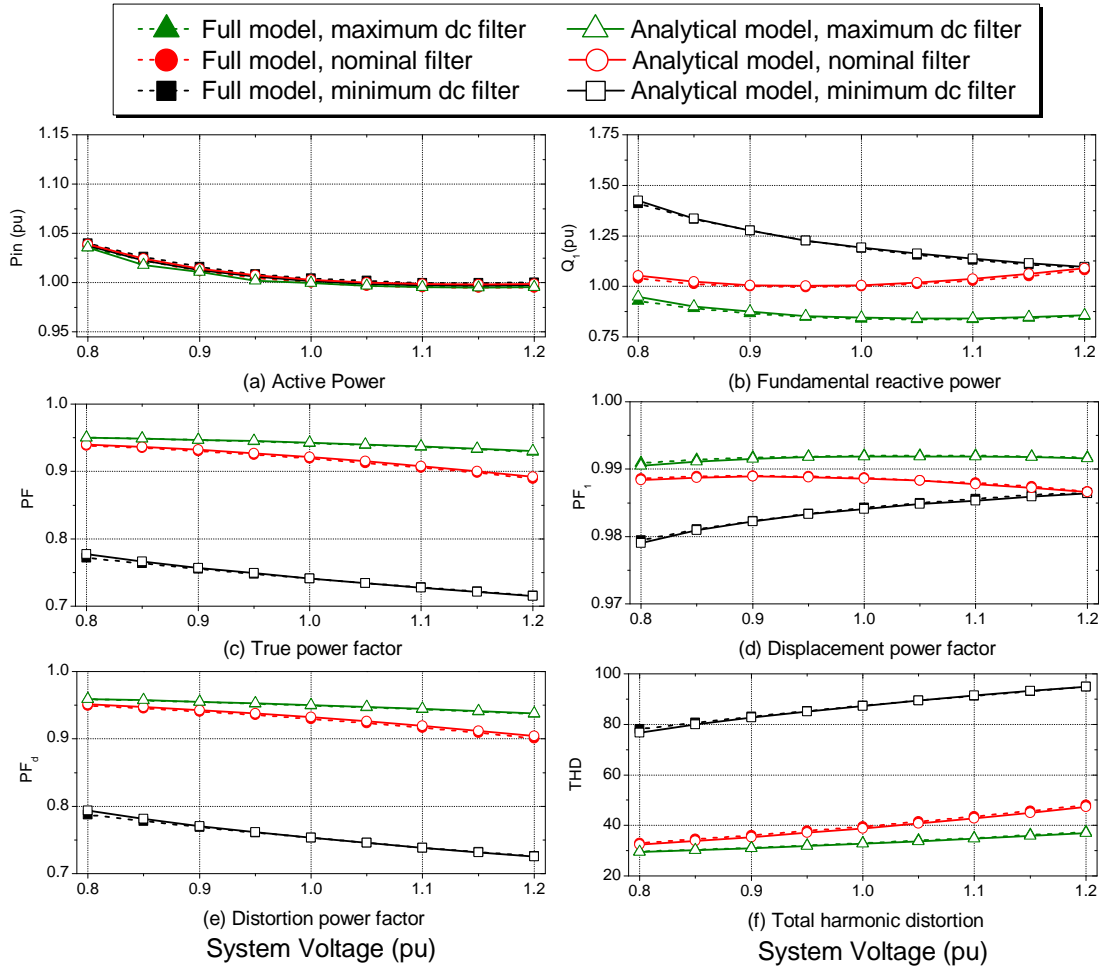 Full model, maximum dc filter
Analytical model, maximum dc filter
Full model, nominal filter
Analytical model, nominal filter
Full model, minimum dc filter
Analytical model, minimum dc filter
1.15
1.10
1.05
1.00
0.95
Pin (pu)
0.8 0.9 1.0 1.1 1.2
(a) Active Power
1.75
1.50
1.25
1.00
0.75
Q1(pu)
0.8 0.9 1.0 1.1 1.2
(b) Fundamental reactive power
1.0
0.9
0.8
0.7
PF
0.8 0.9 1.0 1.1 1.2
(c) True power factor
1.00
0.99
0.98
0.97
PF1
0.8 0.9 1.0 1.1 1.2
(d) Displacement power factor
1.0
0.9
0.8
0.7
PFd
0.8 0.9 1.0 1.1 1.2
(e) Distortion power factor
System Voltage (pu)
100
80
60
40
20
THD
0.8 0.9 1.0 1.1 1.2
(f) Total harmonic distortion
System Voltage (pu)